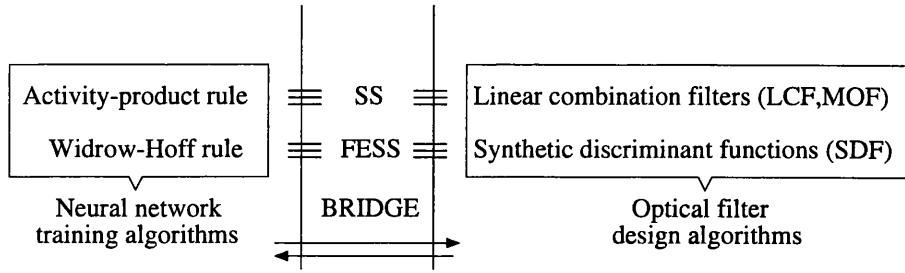 Activity-product rule SS Linear combination filters (LCF,MOF)
Widrow-Hoff rule FESS Synthetic discriminant functions (SDF)
Neural network BRIDGE Optical filter
training algorithms design algorithms